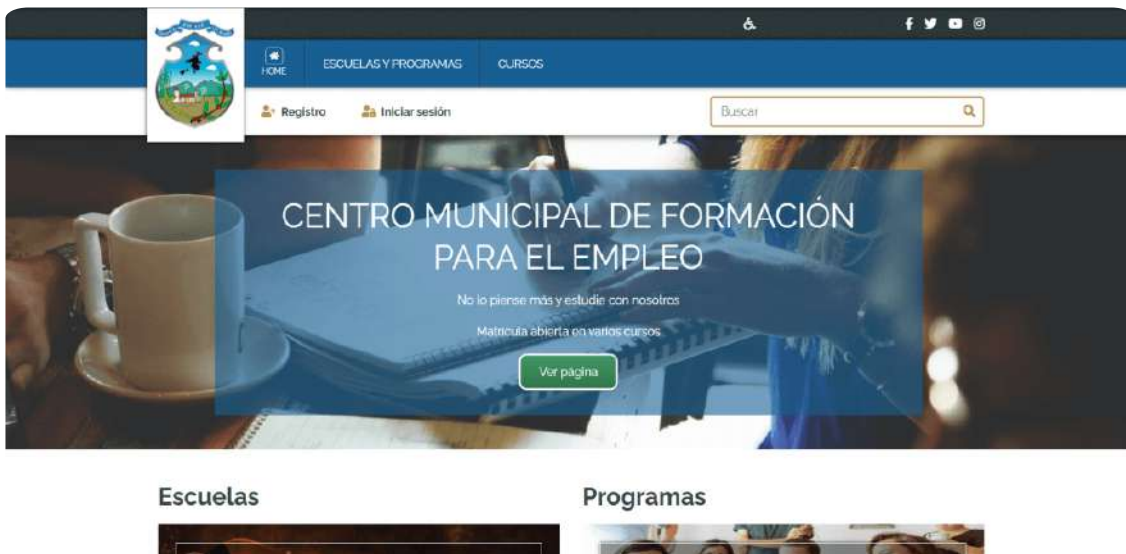 HOME
ESCUELAS Y PROGRAMAS
CURSOS
Registro
Iniciar sesión
Buscar
CENTRO MUNICIPAL DE FORMACIÓN
PARA EL EMPLEO
No lo piense más y estudie con nosotros
Matrícula abierta en varios cursos
Ver página
Escuelas
Programas